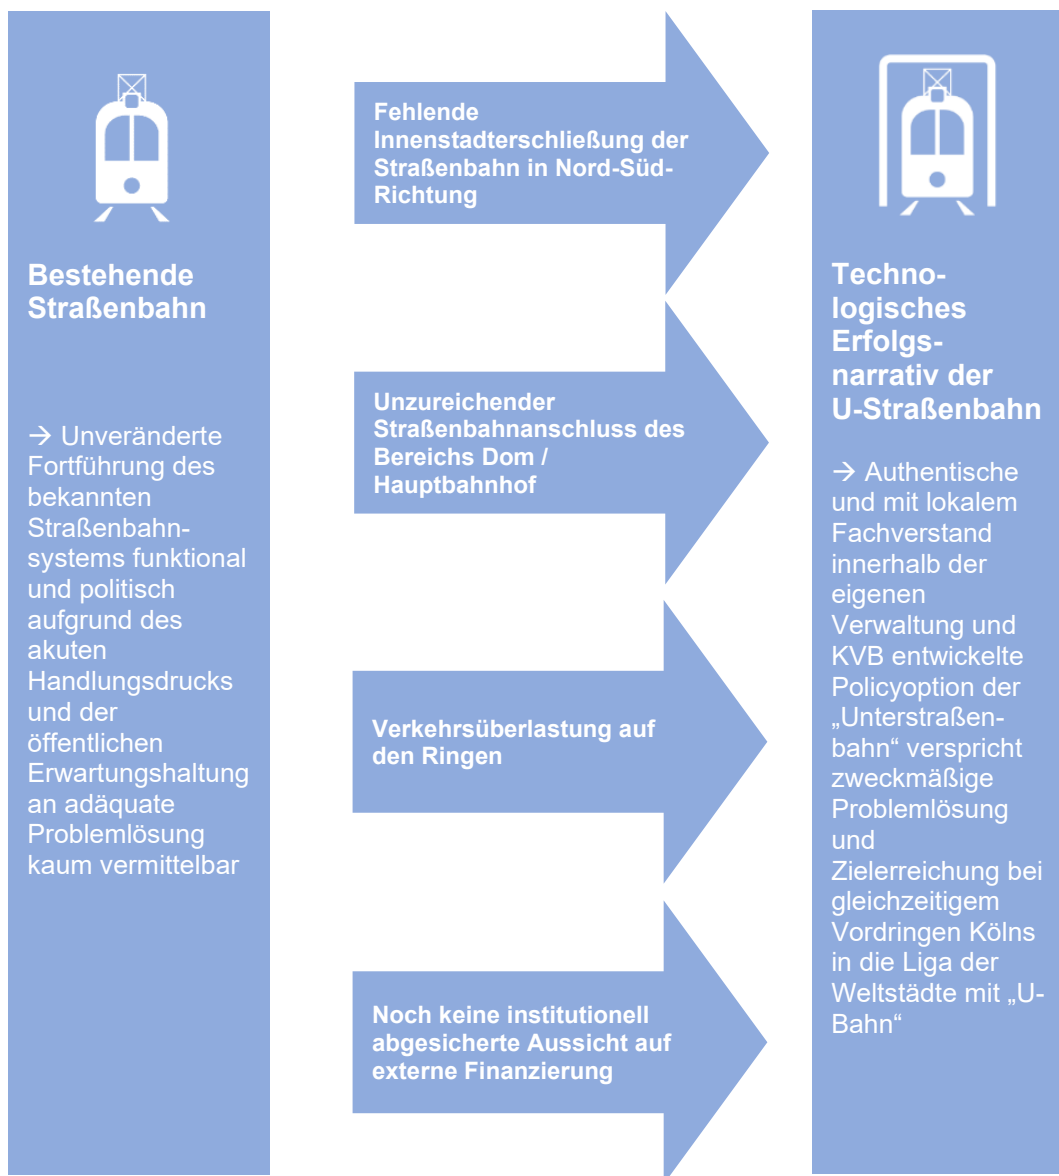 Bestehende
Straßenbahn
→ Unveränderte
Fortführung des
bekannten
Straßenbahn-
systems funktional
und politisch
aufgrund des
akuten
Handlungsdrucks
und der
öffentlichen
Erwartungshaltung
an adäquate
Problemlösung
kaum vermittelbar
Fehlende
Innenstadterschließung der
Straßenbahn in Nord-Süd-
Richtung
Unzureichender
Straßenbahnanschluss des
Bereichs Dom /
Hauptbahnhof
Verkehrsüberlastung auf
den Ringen
Noch keine institutionell
abgesicherte Aussicht auf
externe Finanzierung
Techno-
logisches
Erfolgs-
narrativ der
U-Straßenbahn
→ Authentische
und mit lokalem
Fachverstand
innerhalb der
eigenen
Verwaltung und
KVB entwickelte
Policyoption der
„Unterstraßen-
bahn“ verspricht
zweckmäßige
Problemlösung
und
Zielerreichung bei
gleichzeitigem
Vordringen Kölns
in die Liga der
Weltstädte mit „U-
Bahn“